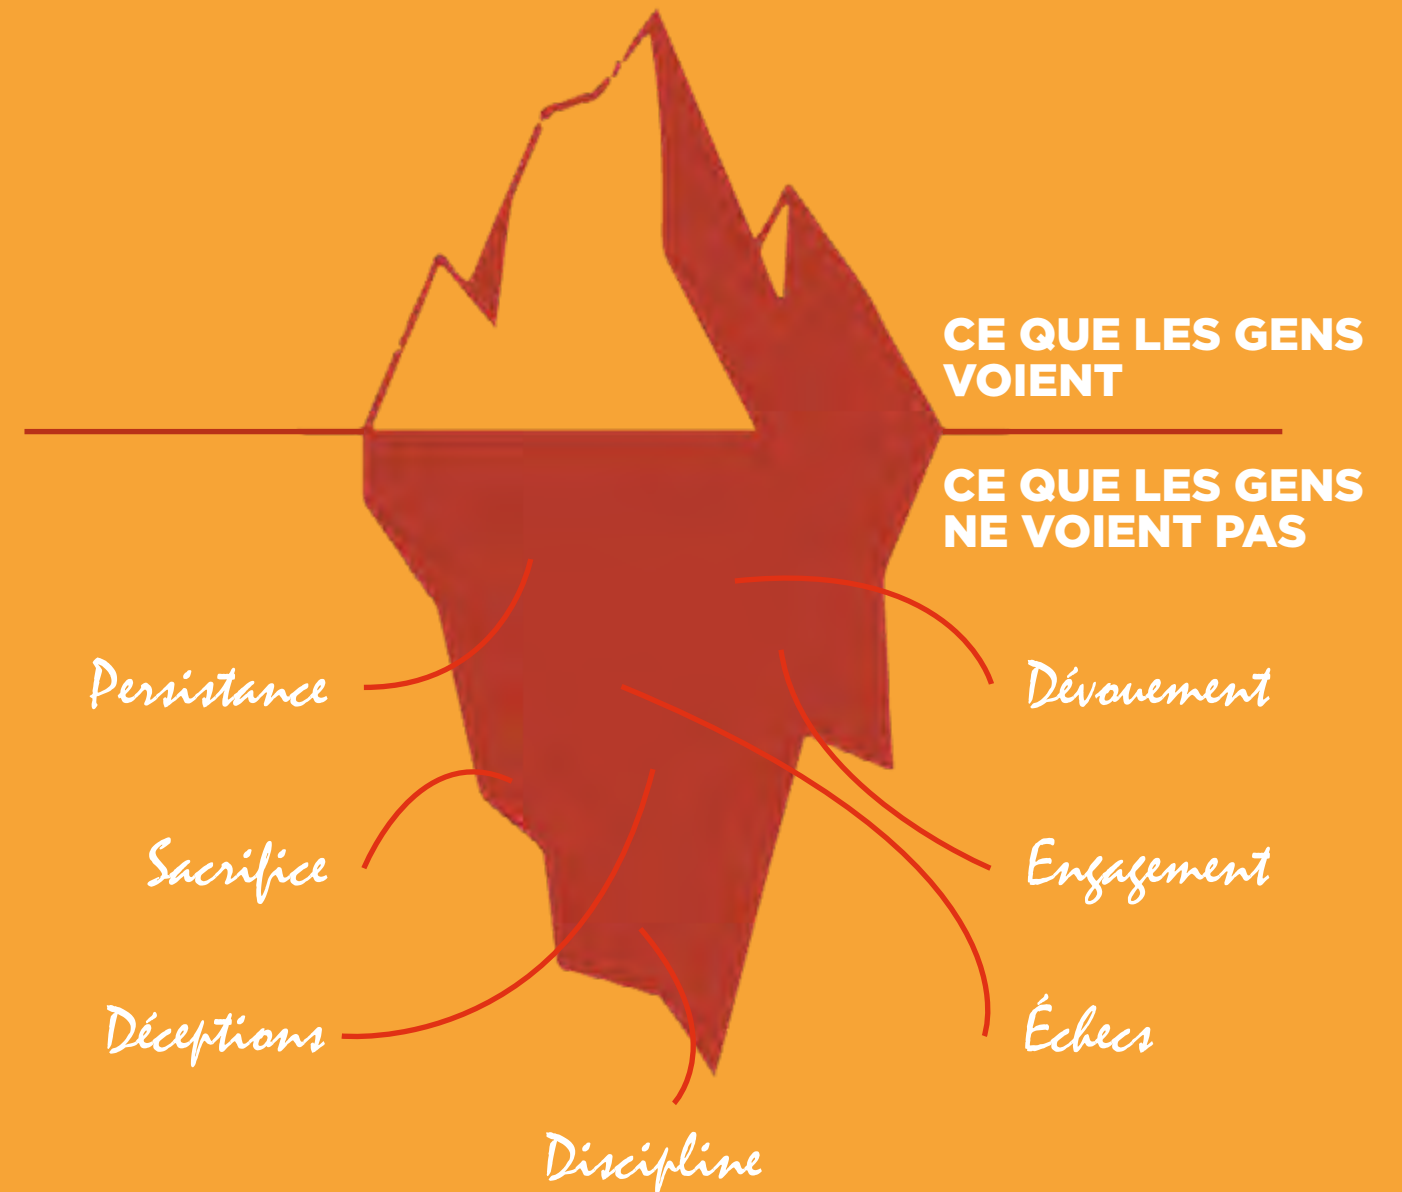 CE QUE LES GENS
VOIENT
CE QUE LES GENS
NE VOIENT PAS
Persistance
Dévouement
Sacrifice
Engagement
Déceptions
Échecs
Discipline